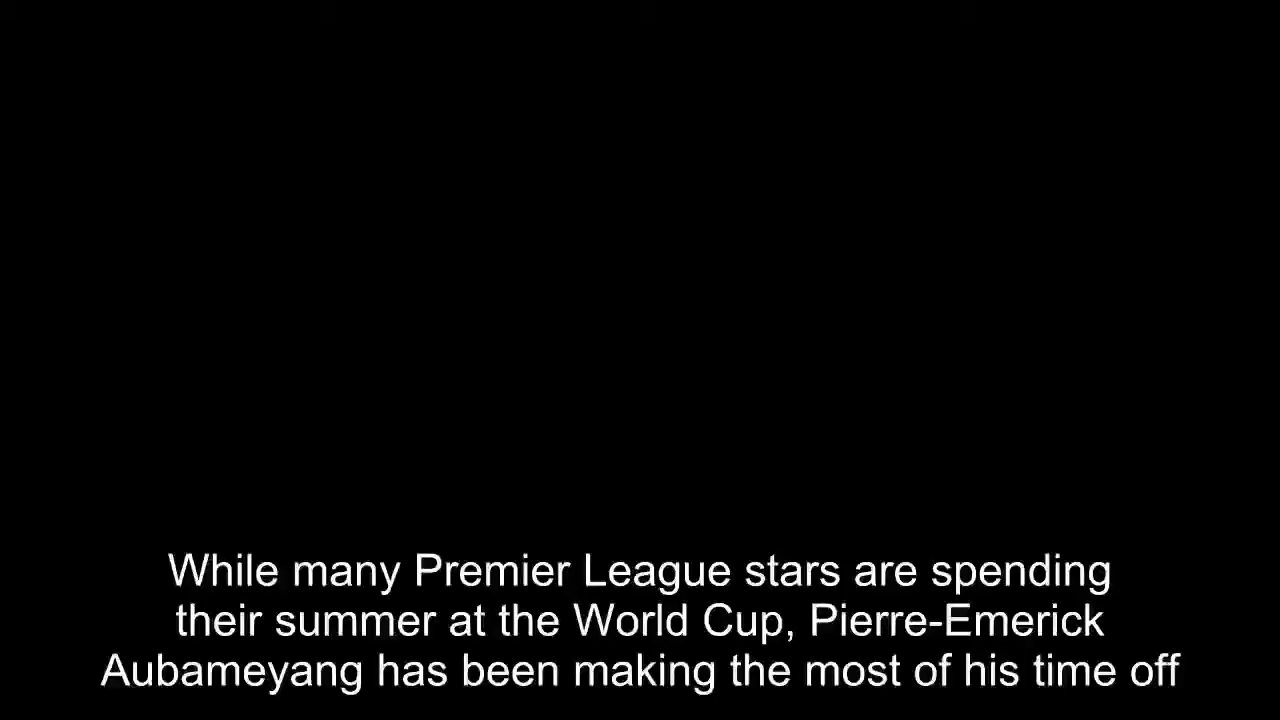 While many Premier League stars are spending
their summer at the World Cup, Pierre-Emerick
Aubameyang has been making the most of his time off